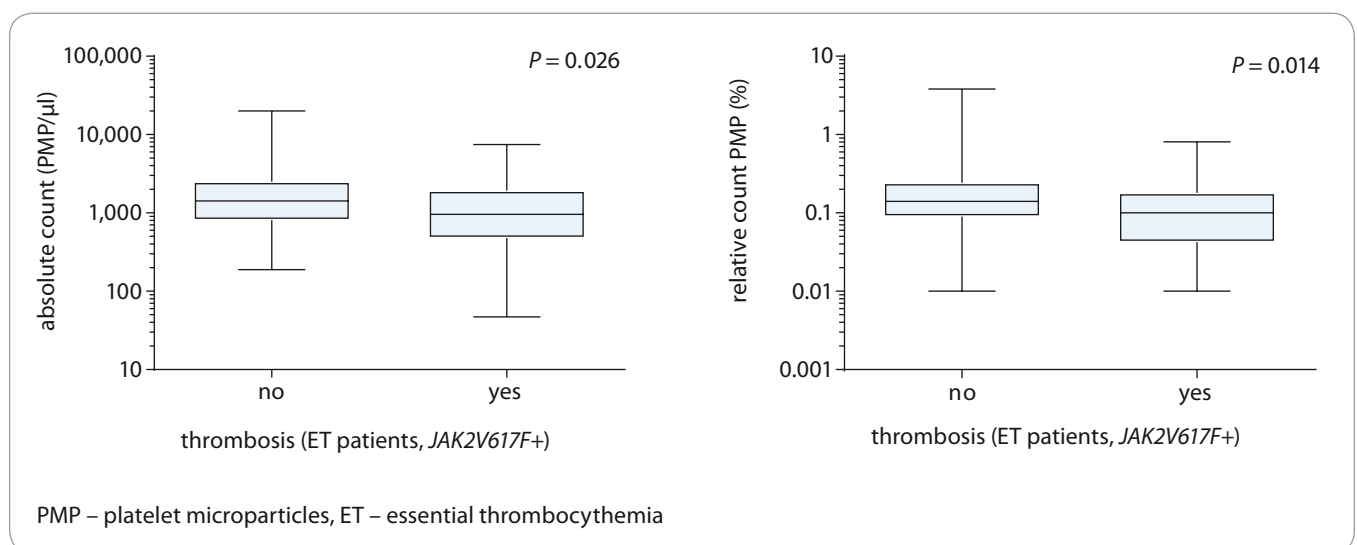 100,000
10,000
1,000
100
10
absolute count (PMP/µl)
P = 0.026
no
yes
thrombosis (ET patients, JAK2V617F+)
10
1
0.1
0.01
0.001
relative count PMP (%)
P = 0.014
no
yes
thrombosis (ET patients, JAK2V617F+)
PMP – platelet microparticles, ET – essential thrombocythemia